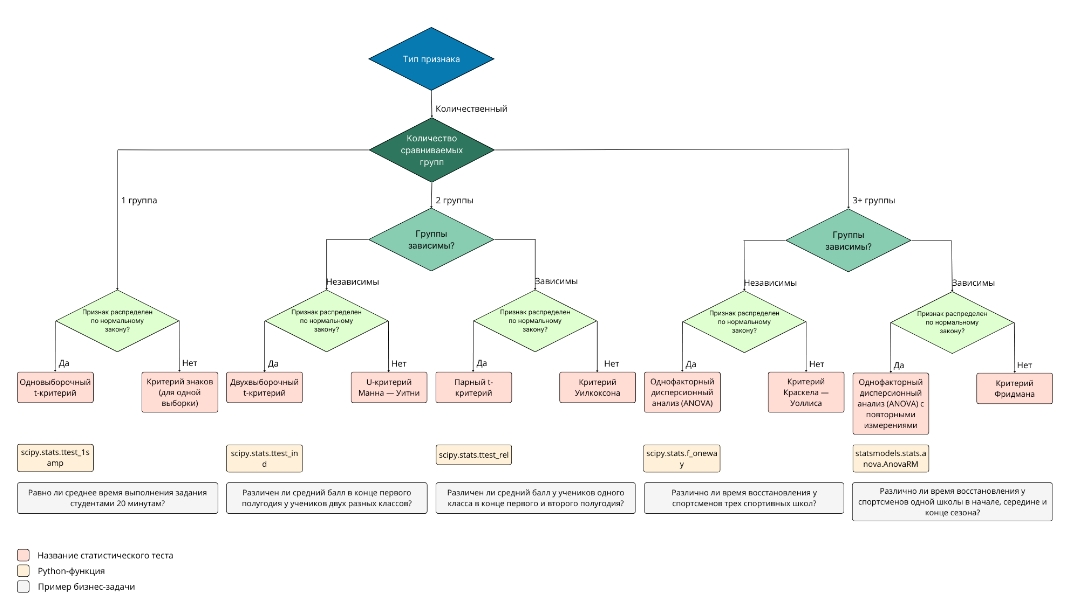 Тип признака
Количественный
Количество
сравниваемых
групп
1 группа
2 группы
3+ группы
Группы
зависимы?
Группы
зависимы?
Независимы
Зависимы
Независимы
Зависимы
Признак распределен
по нормальному
закону?
Признак распределен
по нормальному
закону?
Признак распределен
по нормальному
закону?
Признак распределен
по нормальному
закону?
Признак распределен
по нормальному
закону?
Да
Нет
Да
Нет
Да
Нет
Да
Нет
Да
Нет
Одновыборочный
t-критерий
Критерий знаков
(для одной
выборки)
Двухвыборочный
t-критерий
U-критерий
Манна — Уитни
Парный t-
критерий
Критерий
Уилкоксона
Однофакторный
дисперсионный
анализ (ANOVA)
Критерий
Краскела —
Уоллиса
Однофакторный
дисперсионный
анализ (ANOVA) с
повторными
измерениями
Критерий
Фридмана
scipy.stats.ttest_1s
amp
scipy.stats.ttest_in
d
scipy.stats.ttest_rel
scipy.stats.f_onewa
y
statsmodels.stats.a
nova.AnovaRM
Равно ли среднее время выполнения задания
студентами 20 минутам?
Различен ли средний балл в конце первого
полугодия у учеников двух разных классов?
Различен ли средний балл у учеников одного
класса в конце первого и второго полугодия?
Различно ли время восстановления у
спортсменов трех спортивных школ?
Различно ли время восстановления у
спортсменов одной школы в начале, середине и
конце сезона?
Название статистического теста
Python-функция
Пример бизнес-задачи